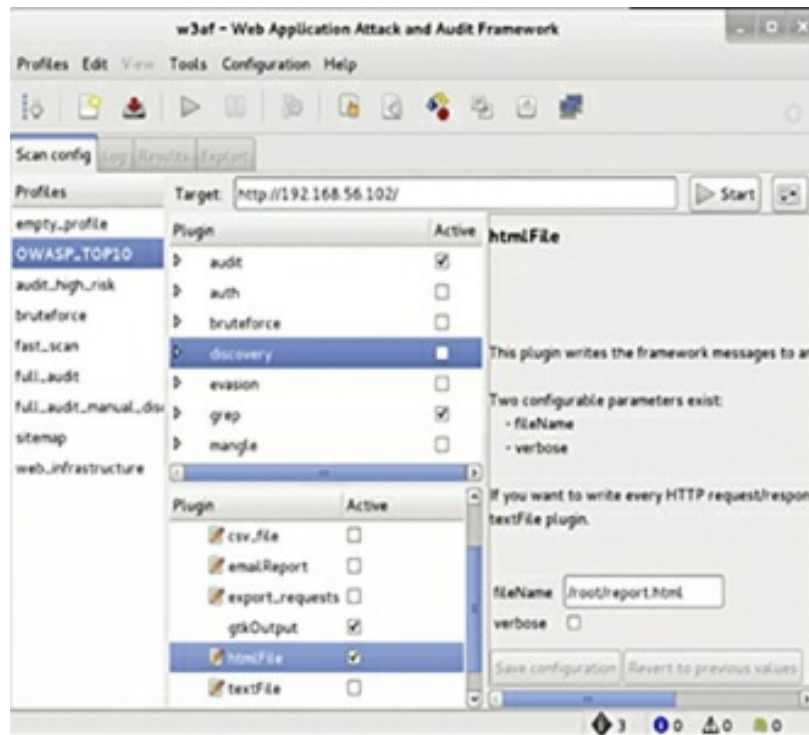 w3af - Web Application Attack and Audit Framework
Profiles Edit View Tools Configuration Help
Scan config Log Results Exploit
Profiles
empty_profile
OWASP_TOP10
audit_high_risk
bruteforce
fast_scan
full_audit
full_audit_manual_disc
sitemap
web_infrastructure
Target: http://192.168.56.102/ Start
Plugin Active
audit
auth
bruteforce
discovery
evasion
grep
mangle
Plugin Active
csv_file
emailReport
export_requests
gtkOutput
htmlFile
textFile
htmlFile
This plugin writes the framework messages to an
Two configurable parameters exist:
- fileName
- verbose
If you want to write every HTTP request/respon
textFile plugin.
fileName /root/report.html
verbose
Save configuration Revert to previous values
3 0 0 0